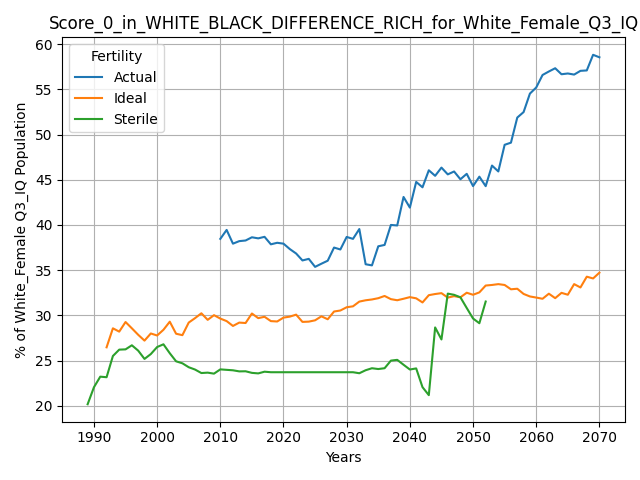 Score_0_in_WHITE_BLACK_DIFFERENCE_RICH_for_White_Female_Q3_IQ
60
55
50
45
40
35
30
25
20
% of White_Female Q3_IQ Population
Fertility
Actual
Ideal
Sterile
1990 2000 2010 2020 2030 2040 2050 2060 2070
Years